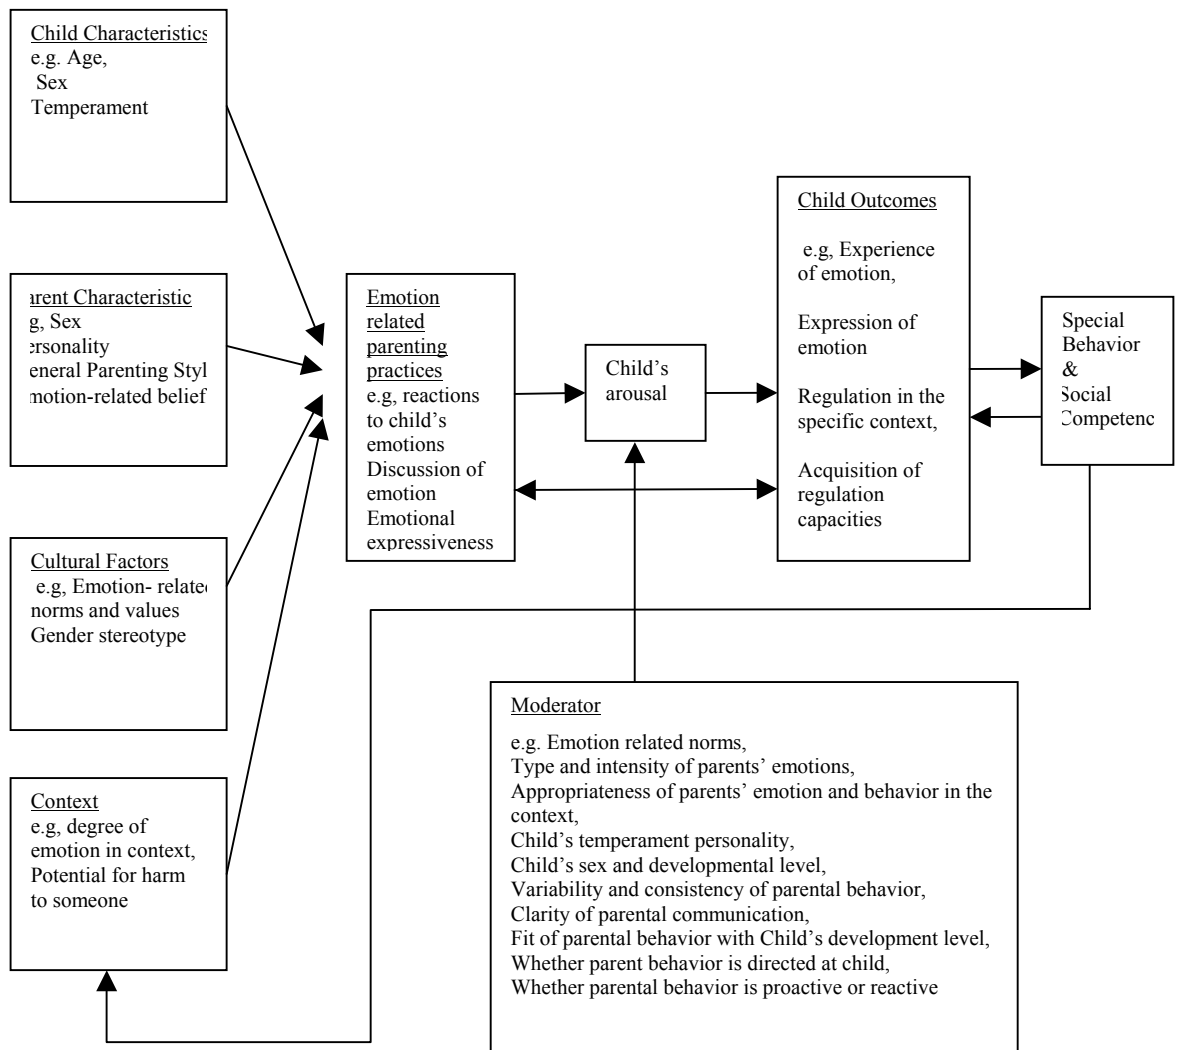 Child Characteristics
e.g. Age,
Sex
Temperament
arent Characteristic
g, Sex
ersonality
eneral Parenting Styl
motion-related belief
Cultural Factors
e.g, Emotion- relate
norms and values
Gender stereotype
Context
e.g, degree of
emotion in context,
Potential for harm
to someone
Emotion
related
parenting
practices
e.g, reactions
to child's
emotions
Discussion of
emotion
Emotional
expressiveness
Child's
arousal
Child Outcomes
e.g, Experience
of emotion,
Expression of
emotion
Regulation in the
specific context,
Acquisition of
regulation
capacities
Special
Behavior
&
Social
Competenc
Moderator
e.g. Emotion related norms,
Type and intensity of parents' emotions,
Appropriateness of parents' emotion and behavior in the
context,
Child's temperament personality,
Child's sex and developmental level,
Variability and consistency of parental behavior,
Clarity of parental communication,
Fit of parental behavior with Child's development level,
Whether parent behavior is directed at child,
Whether parental behavior is proactive or reactive